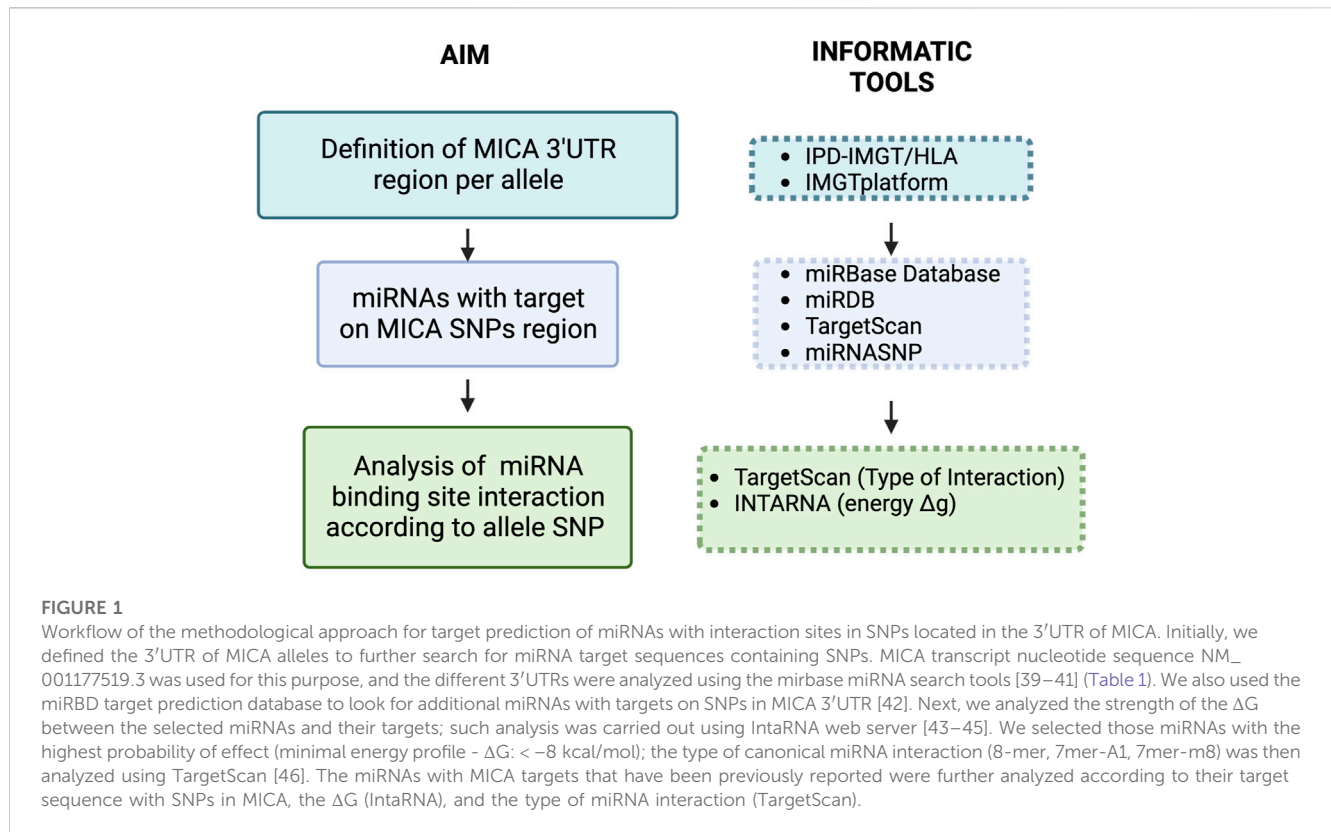 AIM
Definition of MICA 3'UTR
region per allele
miRNAs with target
on MICA SNPs region
Analysis of miRNA
binding site interaction
according to allele SNP
INFORMATIC
TOOLS
• IPD-IMGT/HLA
• IMGTplatform
• miRBase Database
• miRDB
• TargetScan
• miRNASNP
• TargetScan (Type of Interaction)
• INTARNA (energy Δg)
FIGURE 1
Workflow of the methodological approach for target prediction of miRNAs with interaction sites in SNPs located in the 3′UTR of MICA. Initially, we
defined the 3′UTR of MICA alleles to further search for miRNA target sequences containing SNPs. MICA transcript nucleotide sequence NM_
001177519.3 was used for this purpose, and the different 3′UTRs were analyzed using the mirbase miRNA search tools [39–41] (Table 1). We also used the
miRBD target prediction database to look for additional miRNAs with targets on SNPs in MICA 3′UTR [42]. Next, we analyzed the strength of the ΔG
between the selected miRNAs and their targets; such analysis was carried out using IntaRNA web server [43–45]. We selected those miRNAs with the
highest probability of effect (minimal energy profile - ΔG: < −8 kcal/mol); the type of canonical miRNA interaction (8-mer, 7mer-A1, 7mer-m8) was then
analyzed using TargetScan [46]. The miRNAs with MICA targets that have been previously reported were further analyzed according to their target
sequence with SNPs in MICA, the ΔG (IntaRNA), and the type of miRNA interaction (TargetScan).